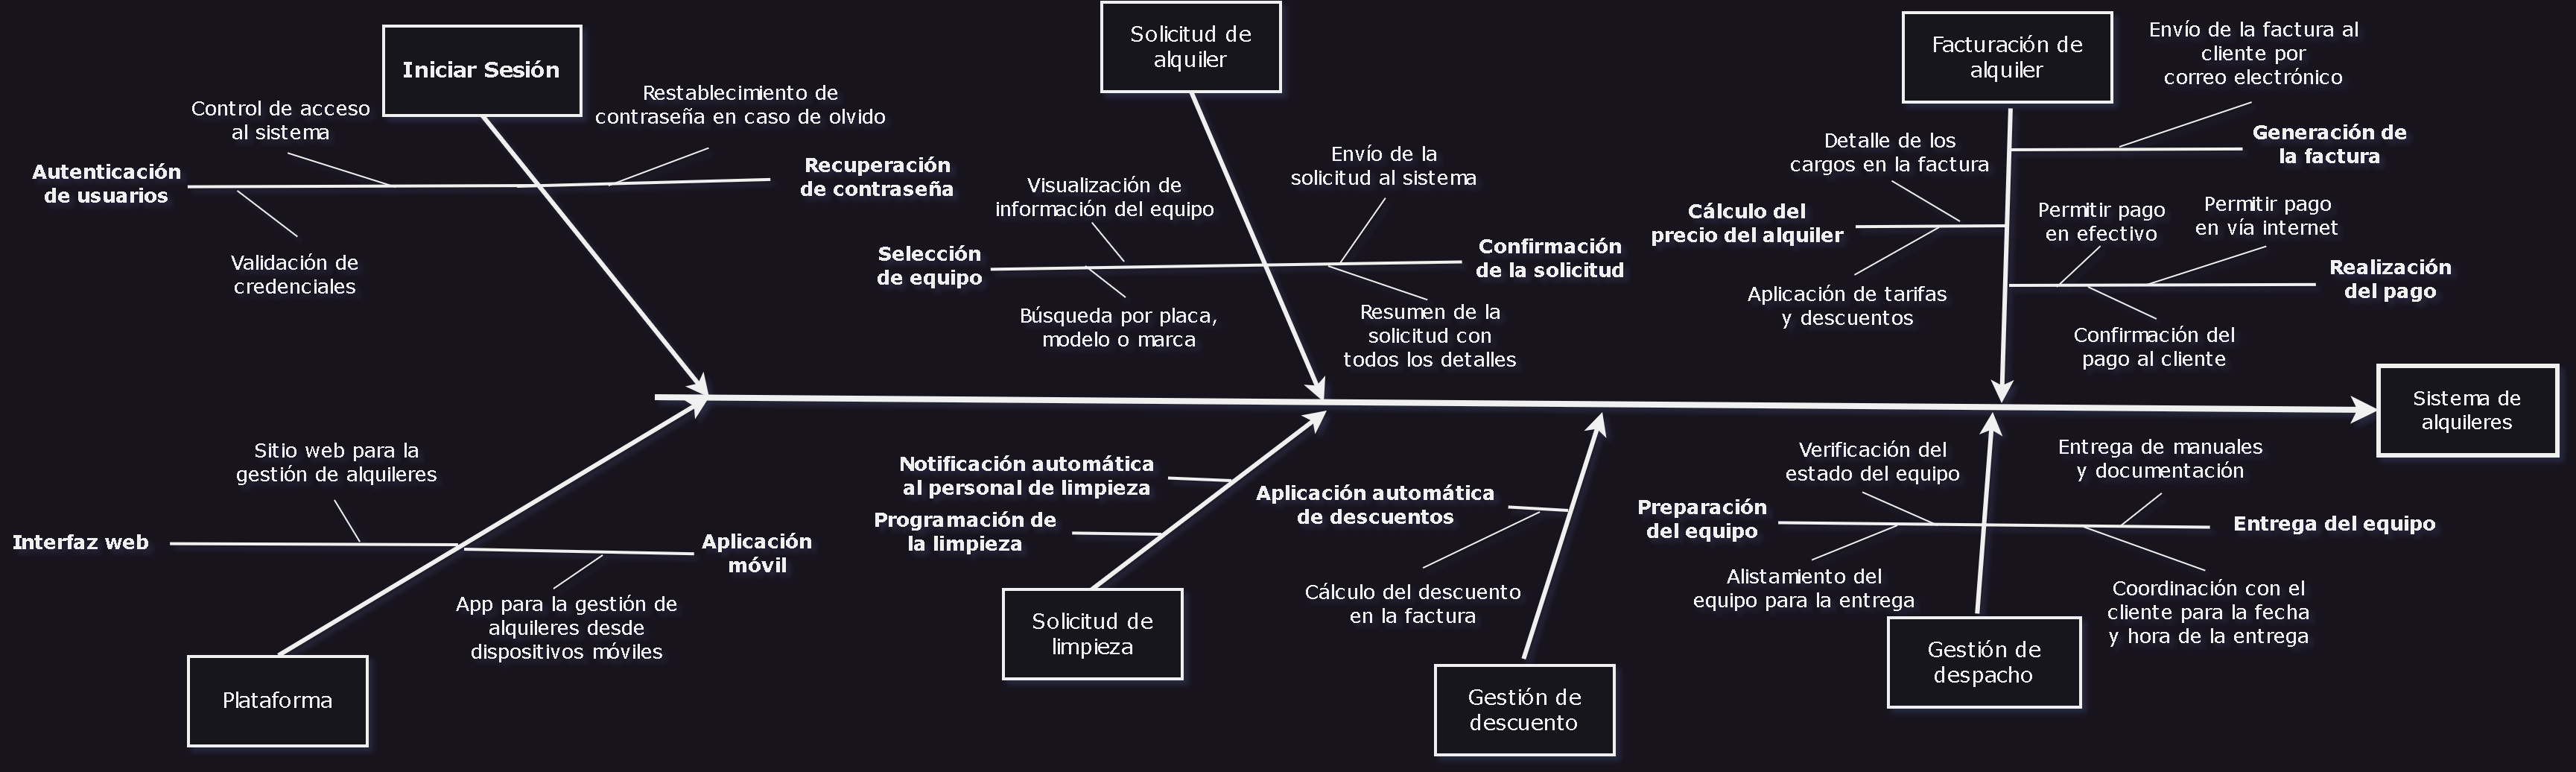 Iniciar Sesión
Control de acceso
al sistema
Restablecimiento de
contraseña en caso de olvido
Autenticación
de usuarios
Recuperación
de contraseña
Validación de
credenciales
Solicitud de
alquiler
Visualización de
información del equipo
Envío de la
solicitud al sistema
Selección
de equipo
Confirmación
de la solicitud
Búsqueda por placa,
modelo o marca
Resumen de la
solicitud con
todos los detalles
Facturación de
alquiler
Envío de la factura al
cliente por
correo electrónico
Detalle de los
cargos en la factura
Generación de
la factura
Cálculo del
precio del alquiler
Permitir pago
en efectivo
Permitir pago
en vía internet
Aplicación de tarifas
y descuentos
Realización
del pago
Confirmación del
pago al cliente
Sistema de
alquileres
Sitio web para la
gestión de alquileres
Interfaz web
Aplicación
móvil
App para la gestión de
alquileres desde
dispositivos móviles
Plataforma
Notificación automática
al personal de limpieza
Programación de
la limpieza
Solicitud de
limpieza
Aplicación automática
de descuentos
Cálculo del descuento
en la factura
Gestión de
descuento
Verificación del
estado del equipo
Entrega de manuales
y documentación
Preparación
del equipo
Entrega del equipo
Alistamiento del
equipo para la entrega
Coordinación con el
cliente para la fecha
y hora de la entrega
Gestión de
despacho